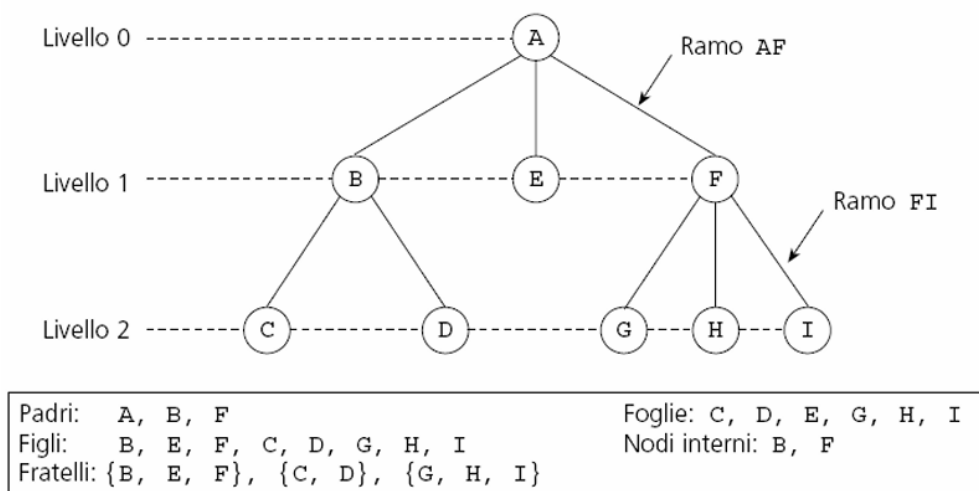 Livello 0
A
Ramo AF
Livello 1
B E F
Ramo FI
Livello 2
C D G H I
Padri: A, B, F
Foglie: C, D, E, G, H, I
Figli: B, E, F, C, D, G, H, I
Nodi interni: B, F
Fratelli: {B, E, F}, {C, D}, {G, H, I}